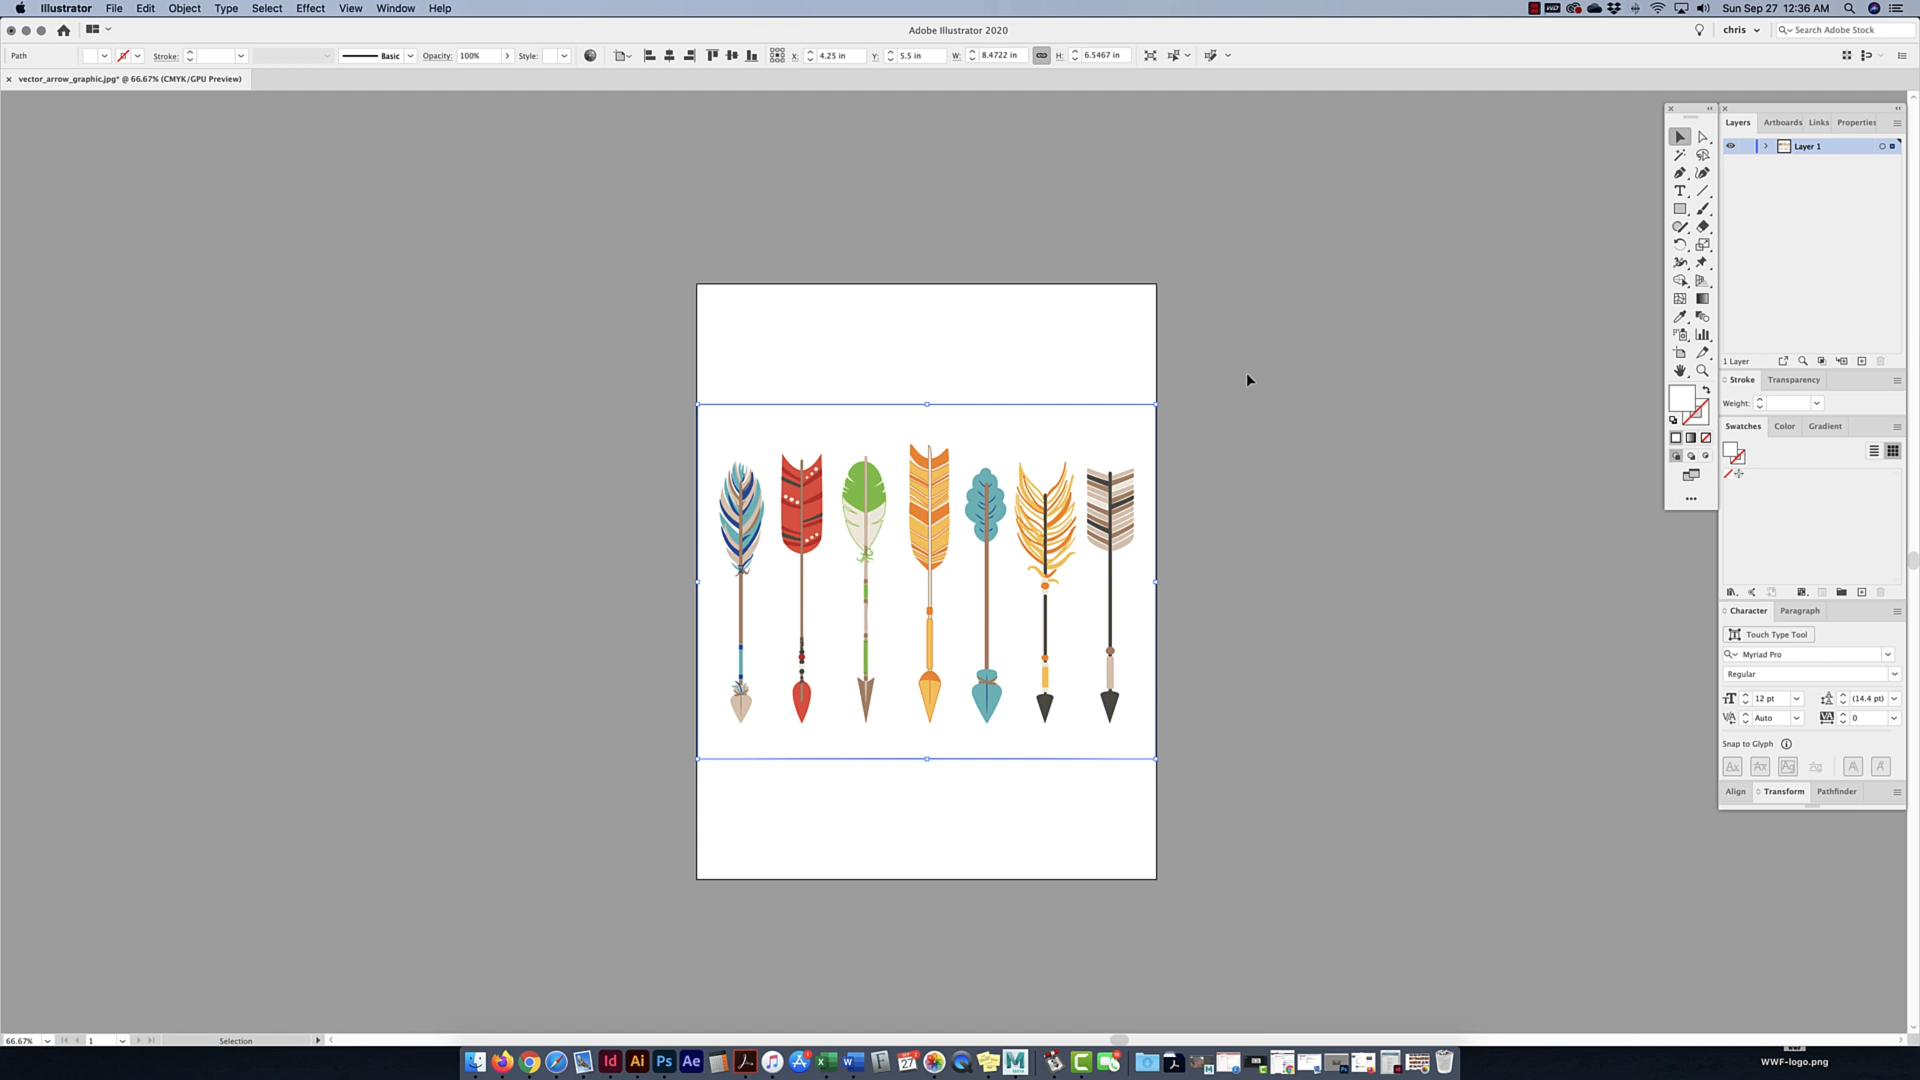 Illustrator File Edit Object Type Select Effect View Window Help
Sun Sep 27 12:36 AM
Adobe Illustrator 2020
chris
Search Adobe Stock
Path Stroke: Basic Opacity: 100% Style: X: 4.25 in Y: 5.5 in W: 8.4722 in H: 6.5467 in
vector_arrow_graphic.jpg* @ 66.67% (CMYK/GPU Preview)
Layers Artboards Links Properties
Layer 1
1 Layer
Stroke Transparency
Weight:
Swatches Color Gradient
Character Paragraph
Touch Type Tool
Myriad Pro
Regular
12 pt (14.4 pt)
Auto 0
Snap to Glyph
Align Transform Pathfinder
66.67% 1 Selection
Id Ai Ps Ae
WWF-logo.png